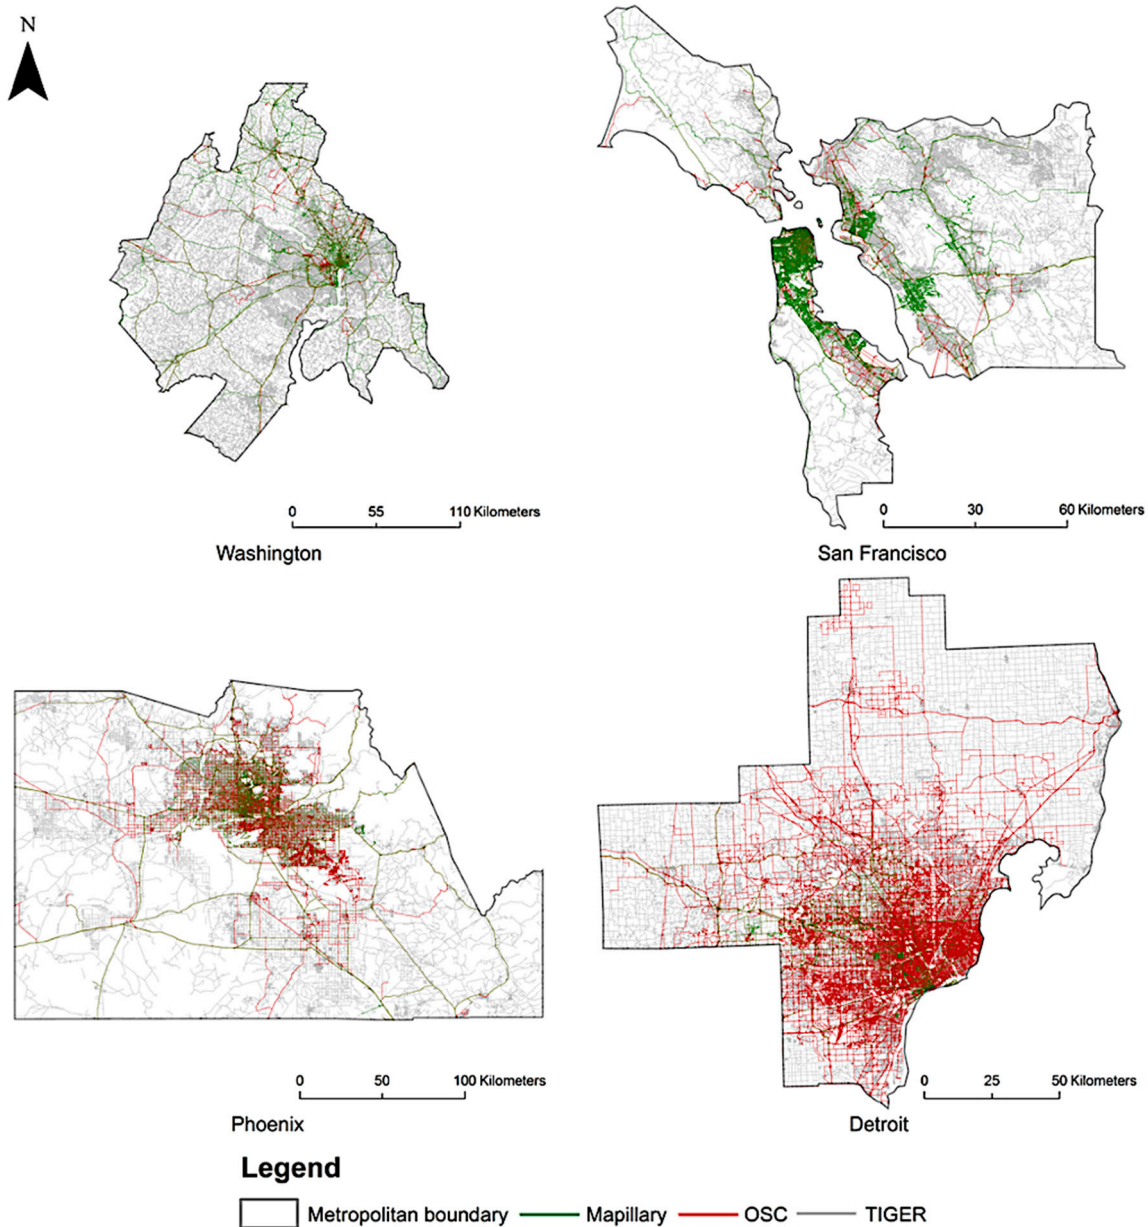 N
0 55 110 Kilometers
Washington
0 30 60 Kilometers
San Francisco
0 50 100 Kilometers
Phoenix
0 25 50 Kilometers
Detroit
Legend
Metropolitan boundary Mapillary OSC TIGER